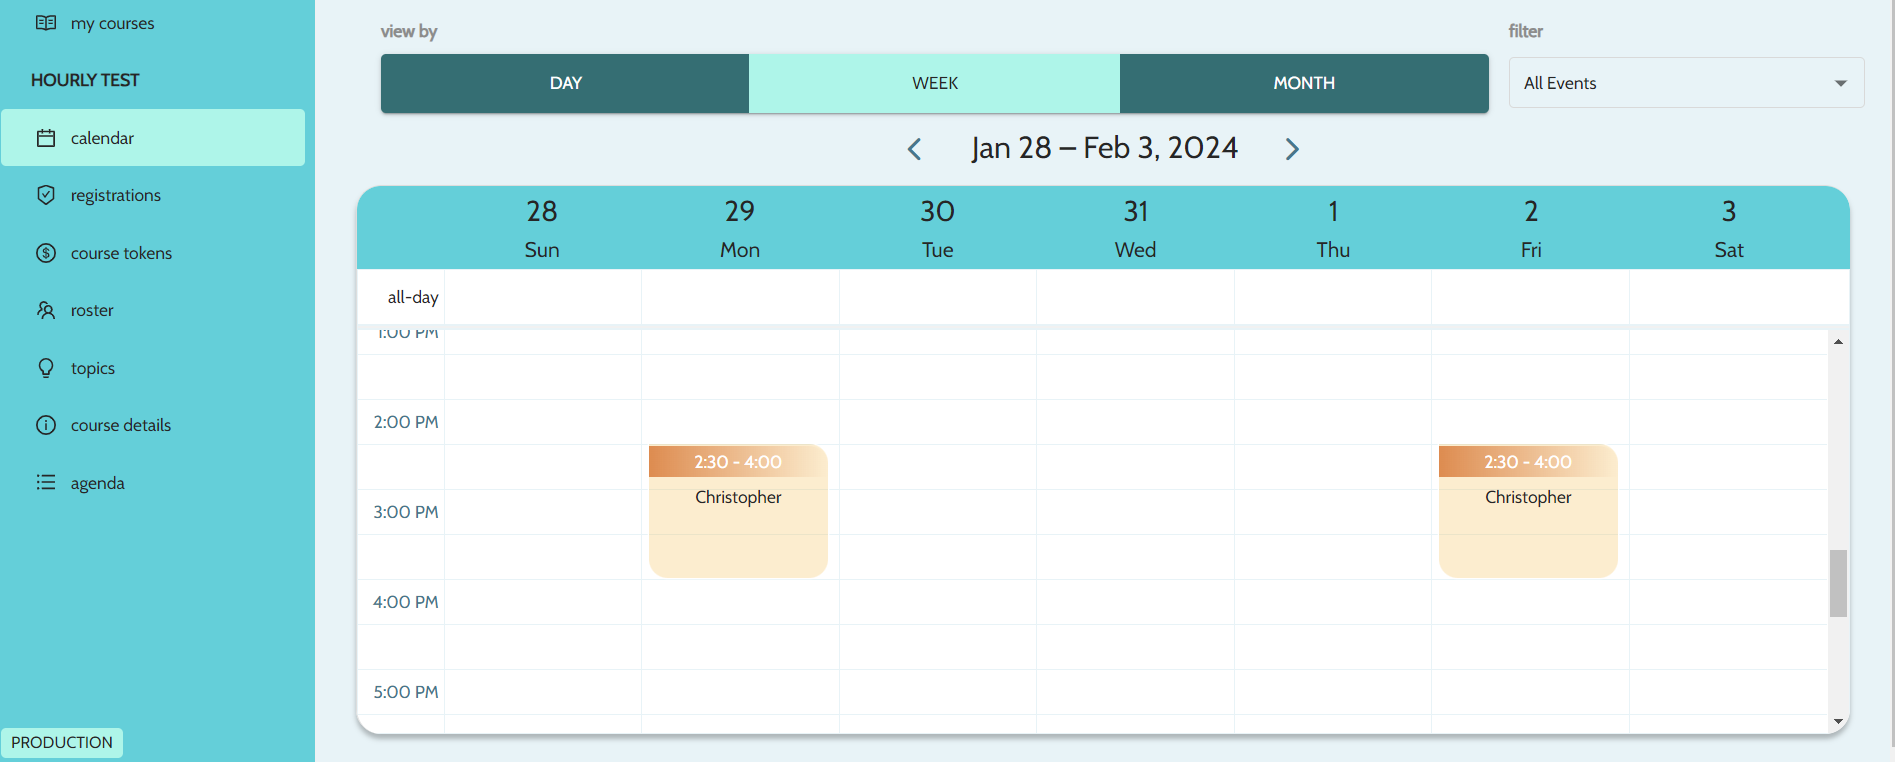 my courses
HOURLY TEST
calendar
registrations
course tokens
roster
topics
course details
agenda
PRODUCTION
view by
DAY WEEK MONTH
filter
All Events
Jan 28 – Feb 3, 2024
28 29 30 31 1 2 3
Sun Mon Tue Wed Thu Fri Sat
all-day
1:00 PM
2:00 PM
2:30 - 4:00 2:30 - 4:00
Christopher Christopher
3:00 PM
4:00 PM
5:00 PM